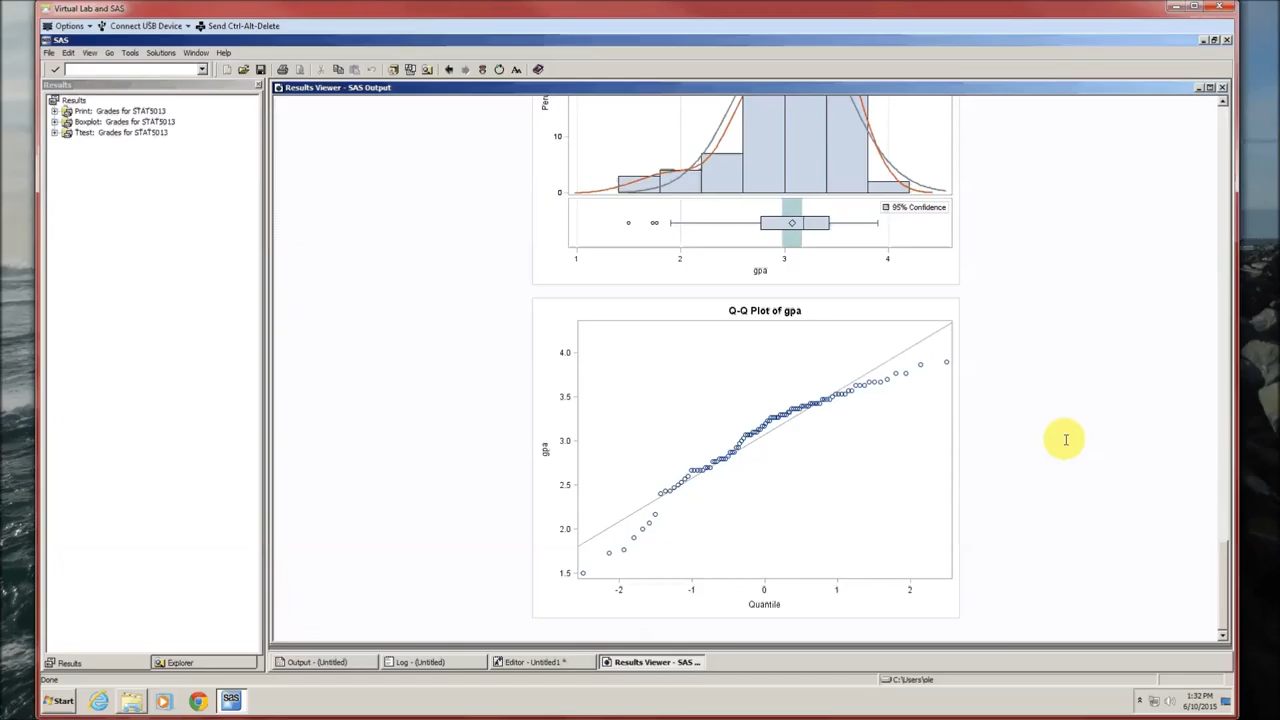 Virtual Lab and SAS
Options Connect USB Device Send Ctrl-Alt-Delete
SAS
File Edit View Go Tools Solutions Window Help
Results
Results
Print: Grades for STAT5013
Boxplot: Grades for STAT5013
Ttest: Grades for STAT5013
Results Explorer
Results Viewer - SAS Output
10
0
95% Confidence
1 2 3 4
gpa
Q-Q Plot of gpa
4.0
3.5
3.0
2.5
2.0
1.5
gpa
-2 -1 0 1 2
Quantile
Output - (Untitled) Log - (Untitled) Editor - Untitled1 * Results Viewer - SAS ...
Done C:\Users\ple
Start 1:32 PM
6/10/2015